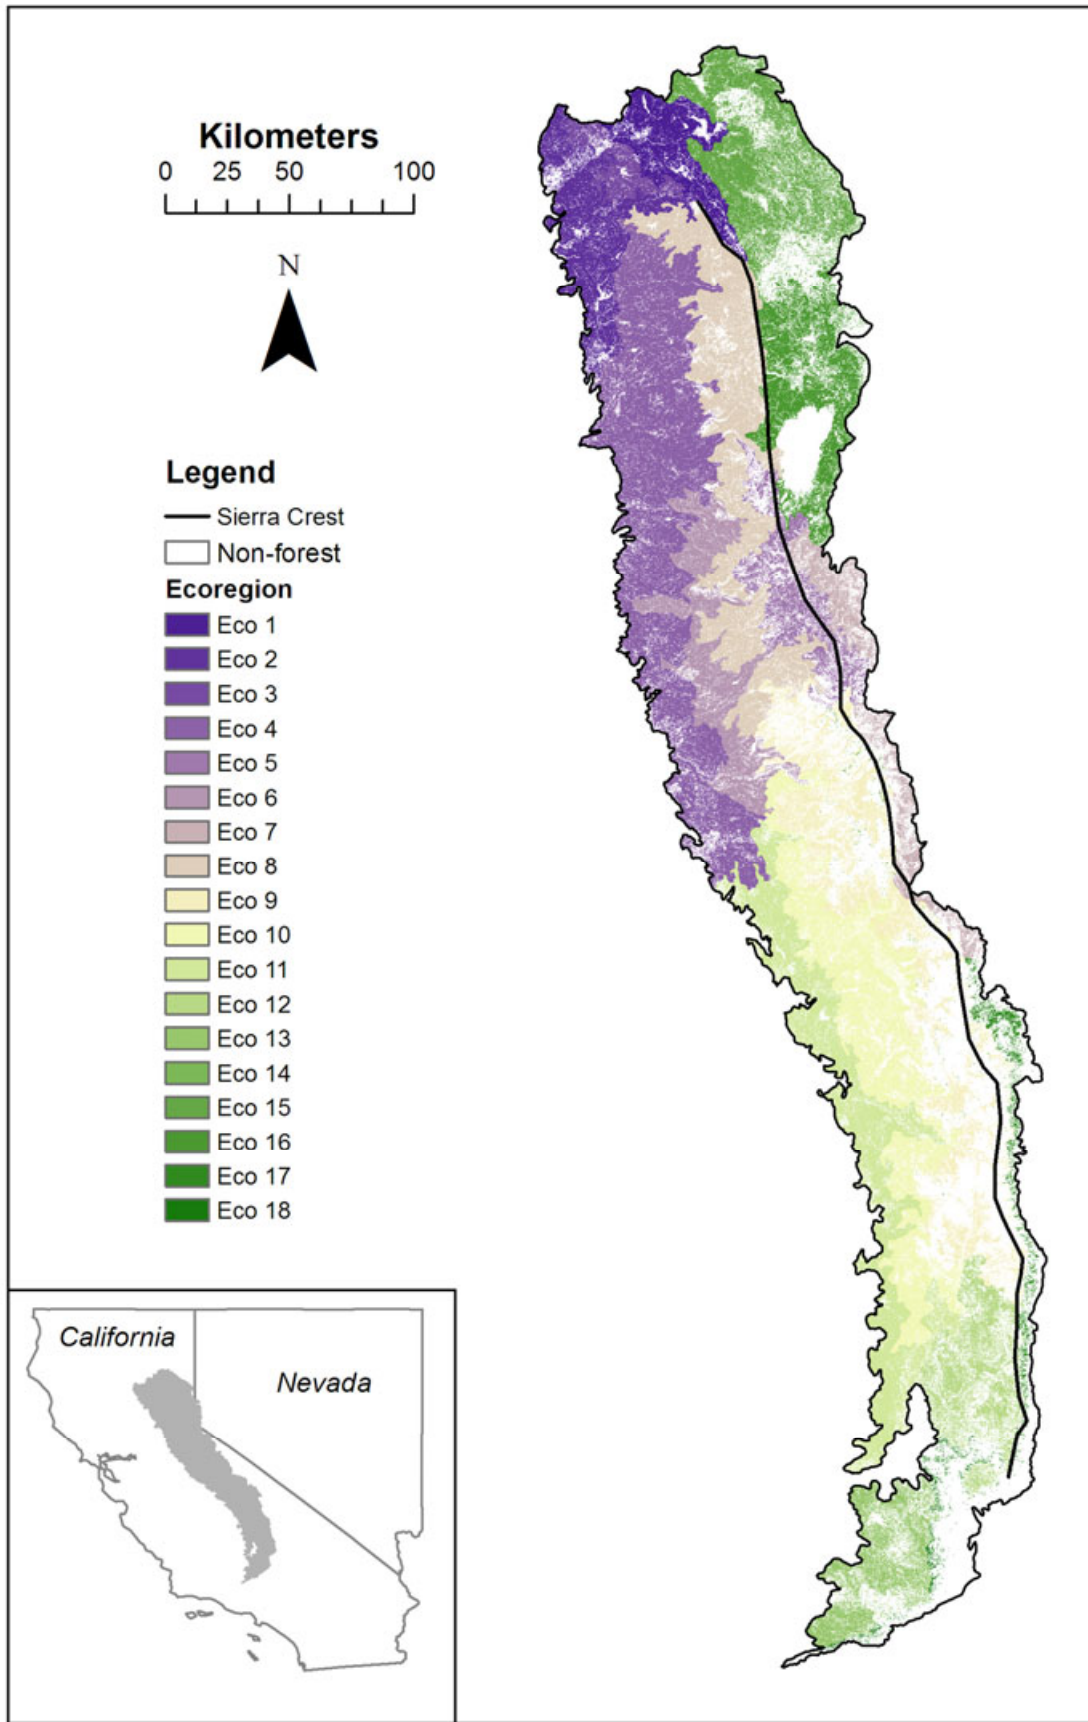 Kilometers
0 25 50 100
N
Legend
Sierra Crest
Non-forest
Ecoregion
Eco 1
Eco 2
Eco 3
Eco 4
Eco 5
Eco 6
Eco 7
Eco 8
Eco 9
Eco 10
Eco 11
Eco 12
Eco 13
Eco 14
Eco 15
Eco 16
Eco 17
Eco 18
California
Nevada